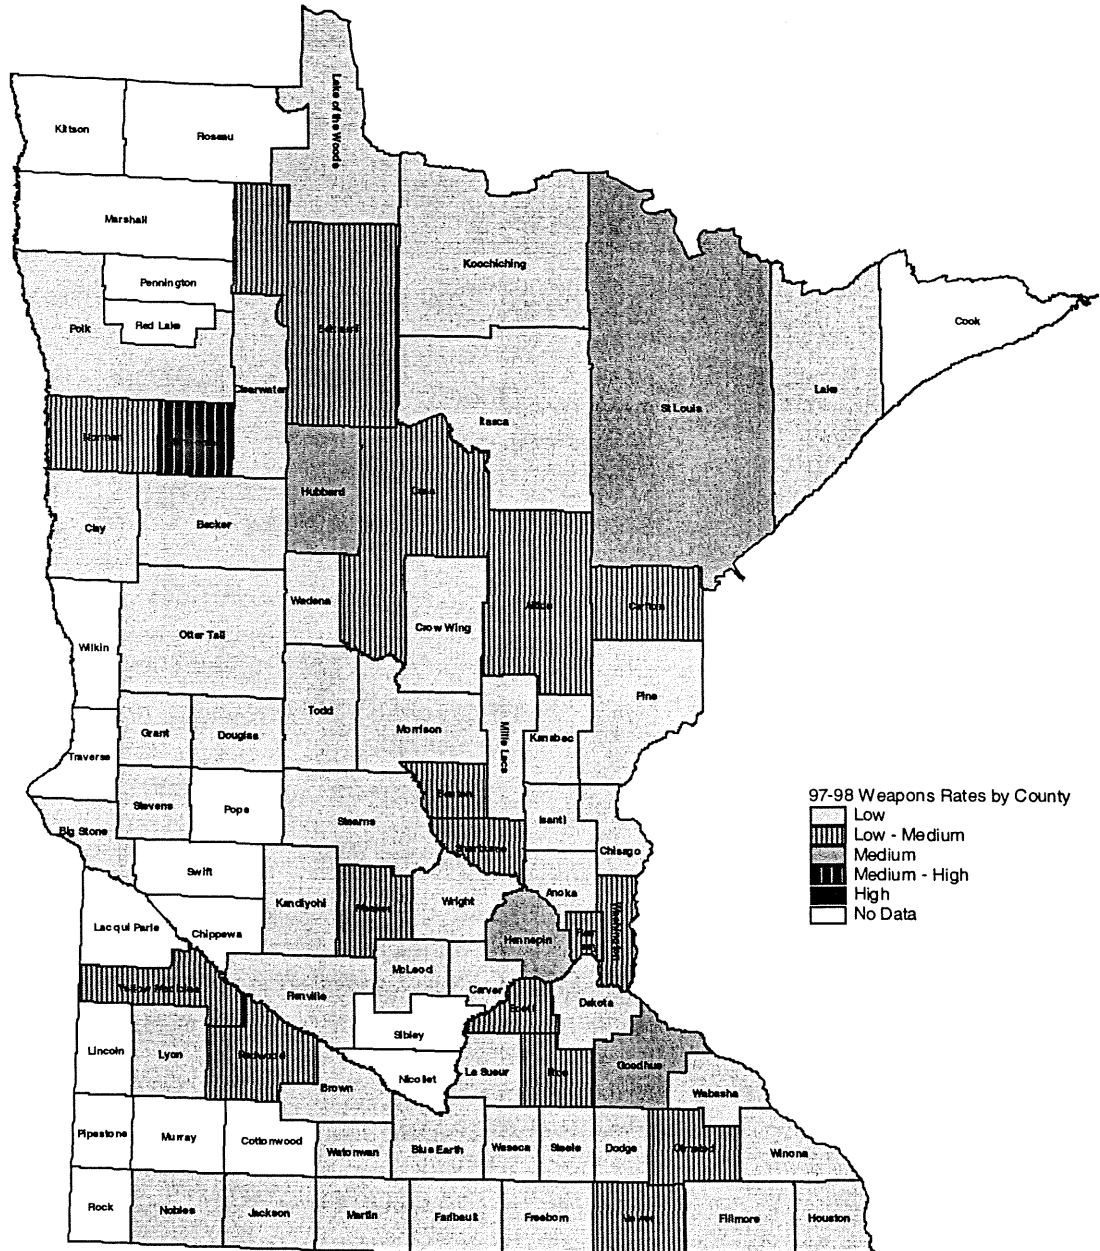 Kittson
Roseau
Lake of the Woods
Marshall
Koochiching
Pennington
Polk
Red Lake
Cook
Beltrami
Clearwater
Lake
St Louis
Itasca
Norman
Hubbard
Cass
Clay
Becker
Wadena
Aitkin
Carlton
Crow Wing
Otter Tail
Wilkin
Pine
Todd
Grant
Douglas
Morrison
Mille Lacs
Kanabec
Traverse
Benton
97-98 Weapons Rates by County
Low
Low - Medium
Medium
Medium - High
High
No Data
Stevens
Pope
Stearns
Isanti
Big Stone
Sherburne
Chisago
Swift
Anoka
Kandiyohi
Wright
Meeker
Washington
Lac qui Parle
Chippewa
Hennepin
McLeod
Yellow Medicine
Renville
Carver
Dakota
Scott
Sibley
Lincoln
Lyon
Redwood
Goodhue
Nicollet
Le Sueur
Rice
Brown
Wabasha
Pipestone
Murray
Cottonwood
Watonwan
Blue Earth
Waseca
Steele
Dodge
Olmsted
Winona
Rock
Nobles
Jackson
Martin
Faribault
Freeborn
Mower
Fillmore
Houston